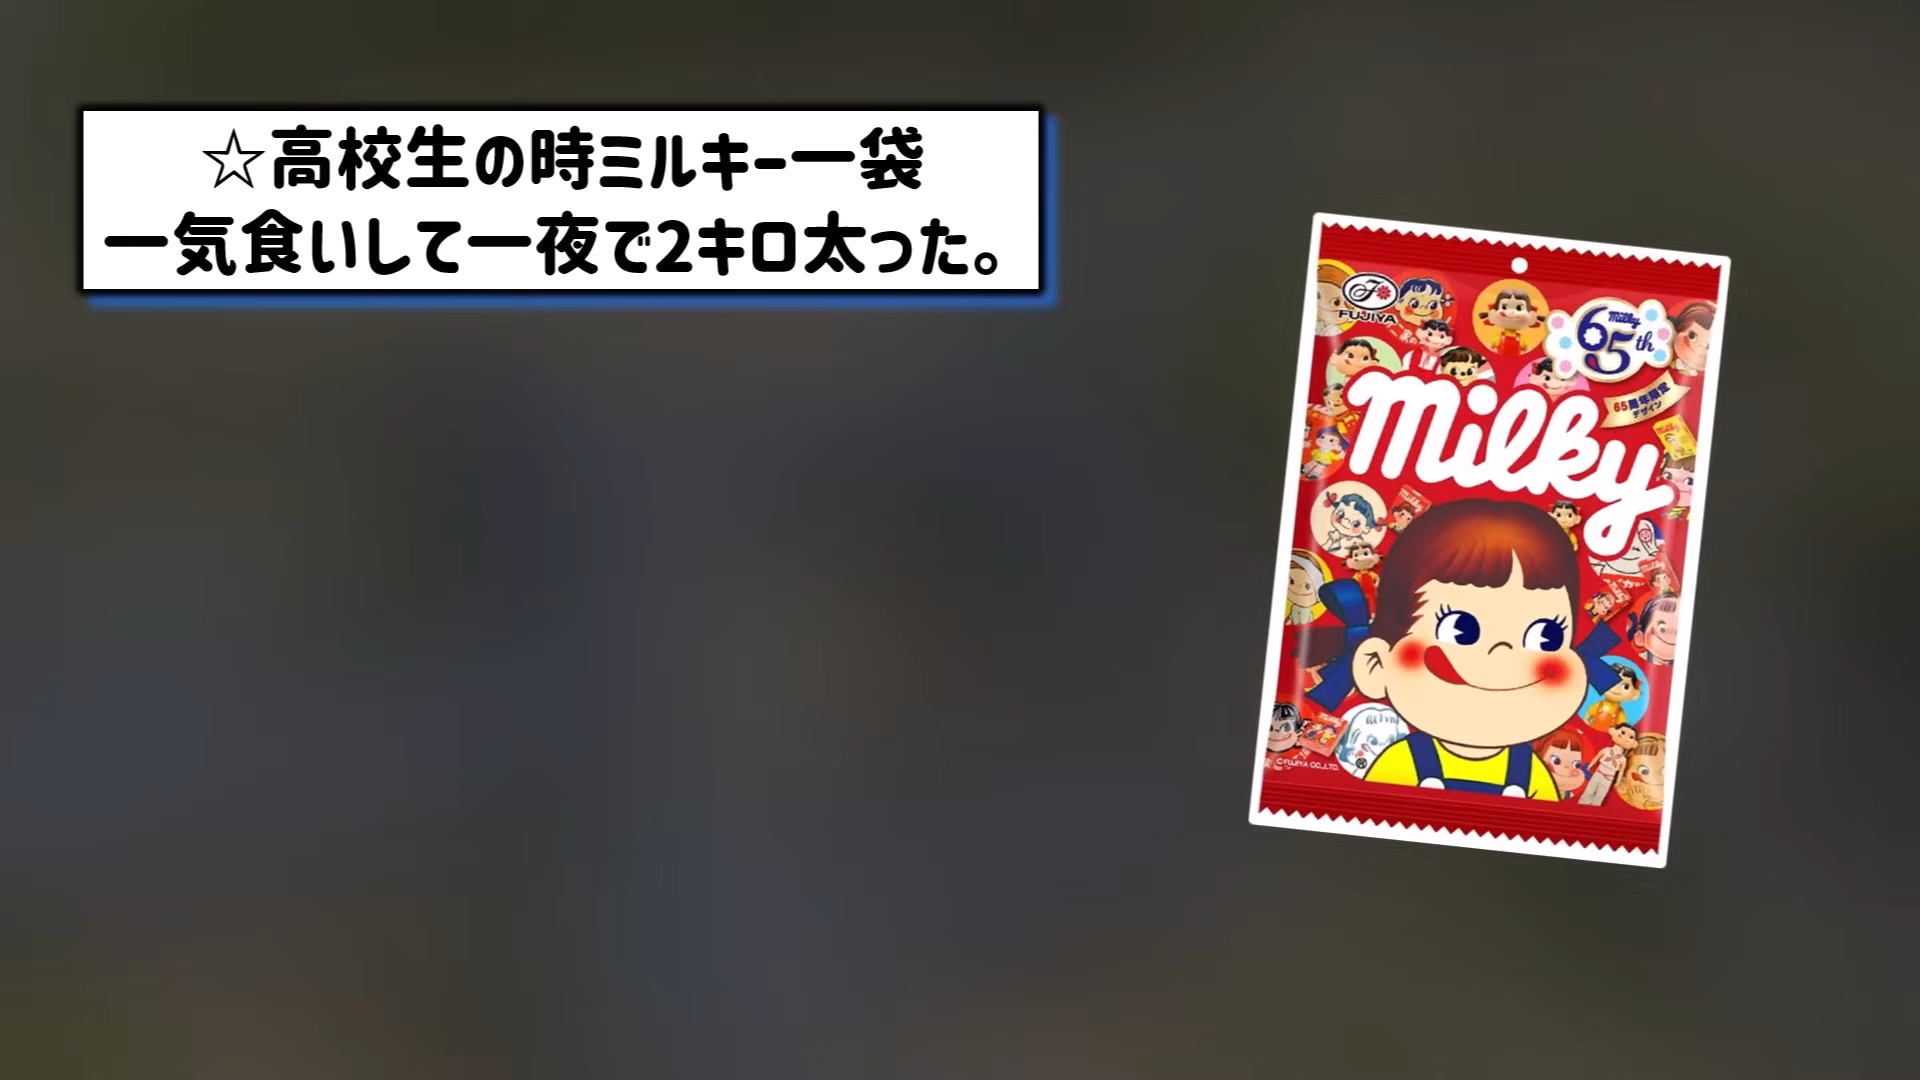 ☆高校生の時ミルキー一袋
一気食いして一夜で2キロ太った。
FUJIYA
Milky
65th
65周年限定
デザイン
Milky
©FUJIYA CO.,LTD.